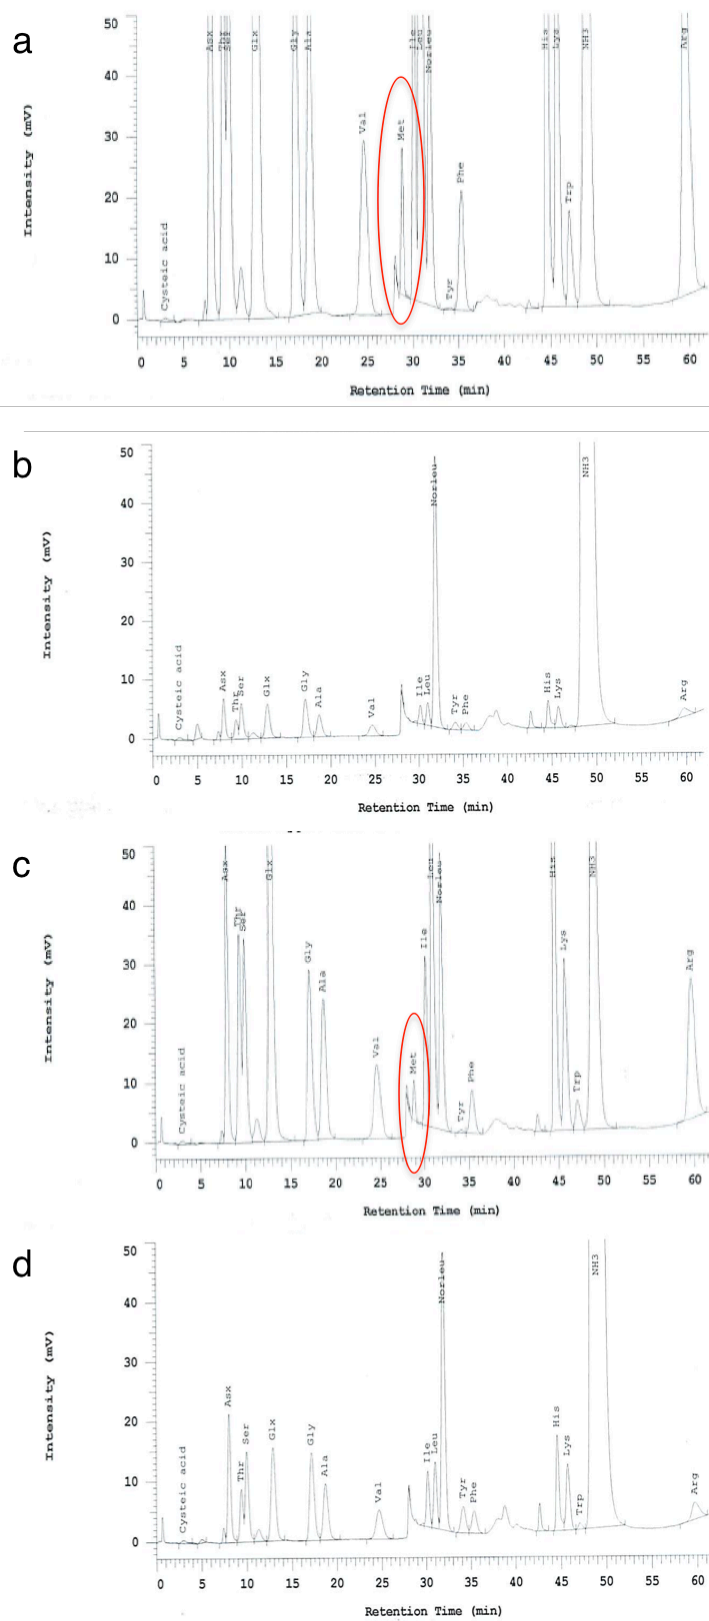 a
50
40
30
20
10
0
Intensity (mV)
Cysteic acid
Asx
Thr
Ser
Glx
Gly
Ala
Val
Met
Ile
Leu
Norleu
Tyr
Phe
His
Lys
Trp
NH3
Arg
0 5 10 15 20 25 30 35 40 45 50 55 60
Retention Time (min)
b
50
40
30
20
10
0
Intensity (mV)
Cysteic acid
Asx
Thr
Ser
Glx
Gly
Ala
Val
Ile
Leu
Norleu
Tyr
Phe
His
Lys
NH3
Arg
0 5 10 15 20 25 30 35 40 45 50 55 60
Retention Time (min)
c
50
40
30
20
10
0
Intensity (mV)
Cysteic acid
Asx
Thr
Ser
Glx
Gly
Ala
Val
Met
Ile
Leu
Norleu
Tyr
Phe
His
Lys
Trp
NH3
Arg
0 5 10 15 20 25 30 35 40 45 50 55 60
Retention Time (min)
d
50
40
30
20
10
0
Intensity (mV)
Cysteic acid
Asx
Thr
Ser
Glx
Gly
Ala
Val
Ile
Leu
Norleu
Tyr
Phe
His
Lys
Trp
NH3
Arg
0 5 10 15 20 25 30 35 40 45 50 55 60
Retention Time (min)